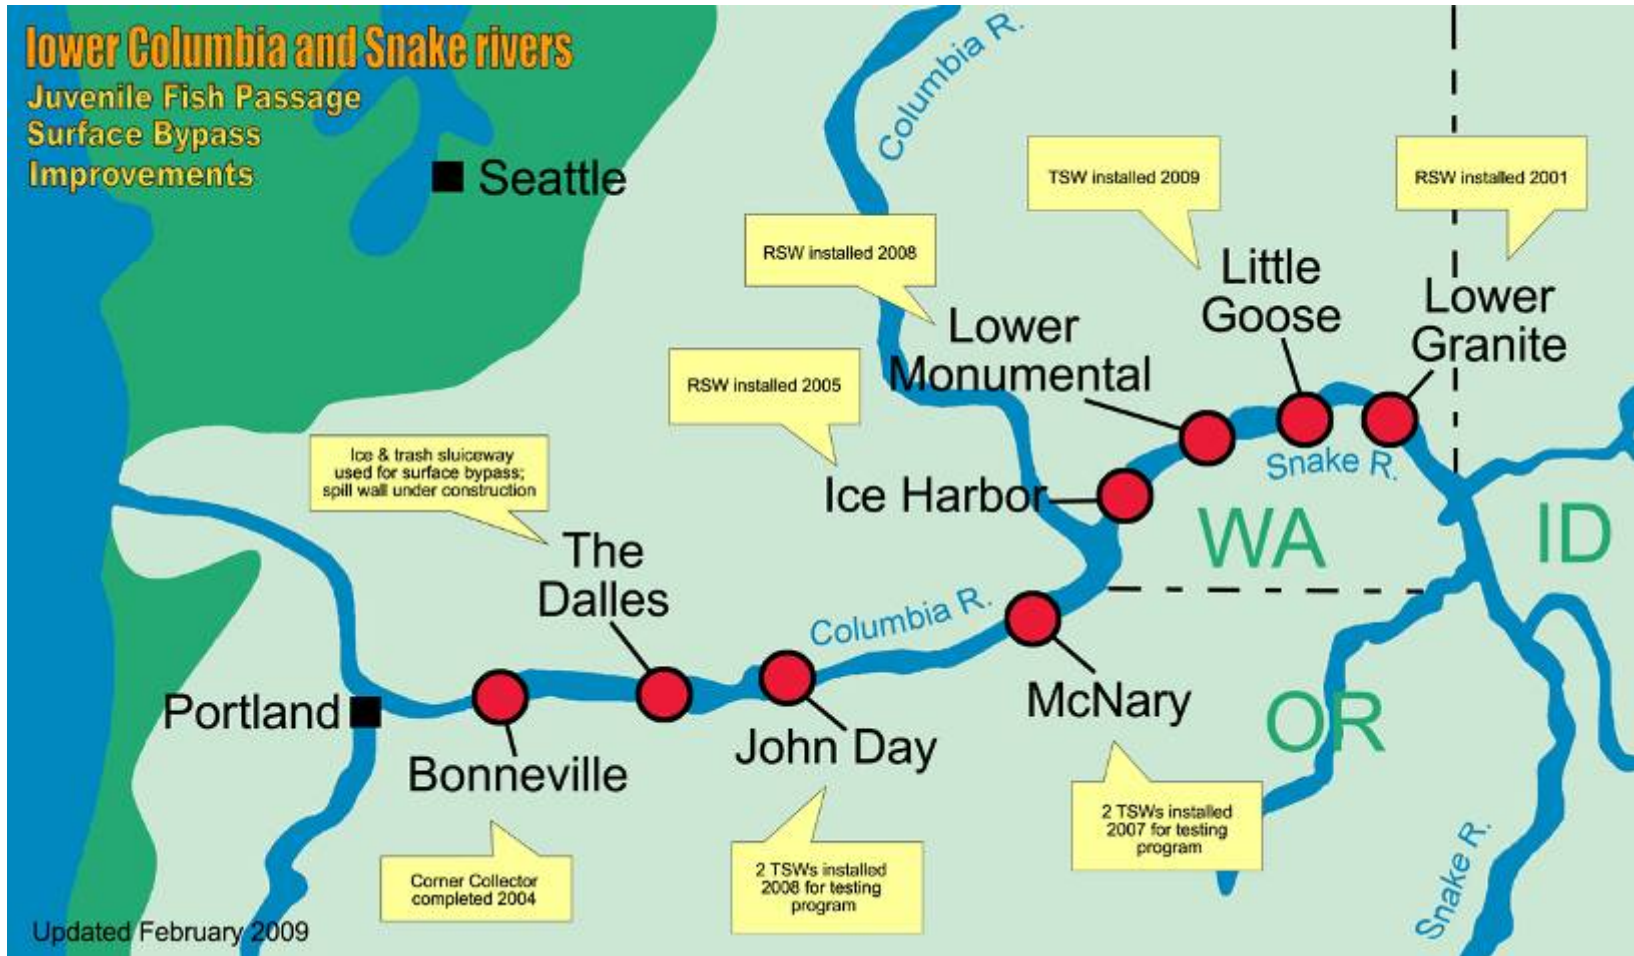 lower Columbia and Snake rivers
Juvenile Fish Passage
Surface Bypass
Improvements
Seattle
Columbia R.
TSW installed 2009
RSW installed 2001
RSW installed 2008
Little
Goose
Lower
Granite
Lower
Monumental
RSW installed 2005
Snake R.
Ice & trash sluiceway
used for surface bypass;
spill wall under construction
Ice Harbor
WA
ID
The
Dalles
Columbia R.
Portland
McNary
OR
Bonneville
John Day
2 TSWs installed
2007 for testing
program
Corner Collector
completed 2004
2 TSWs installed
2008 for testing
program
Snake R.
Updated February 2009